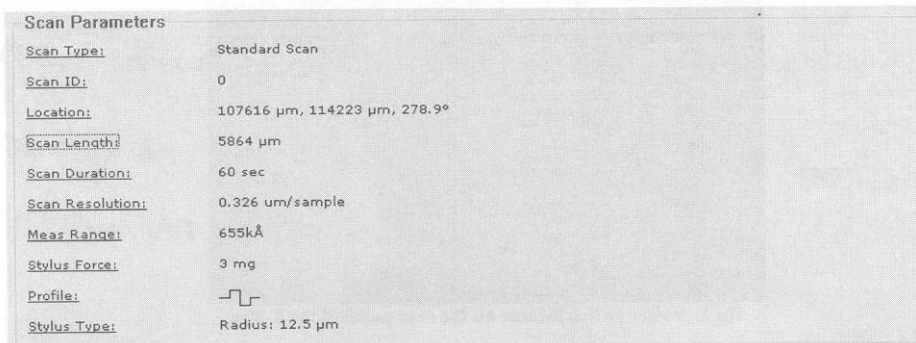 Scan Parameters
Scan Type: Standard Scan
Scan ID: 0
Location: 107616 µm, 114223 µm, 278.9°
Scan Length: 5864 µm
Scan Duration: 60 sec
Scan Resolution: 0.326 um/sample
Meas Range: 655kÅ
Stylus Force: 3 mg
Profile:
Stylus Type: Radius: 12.5 µm